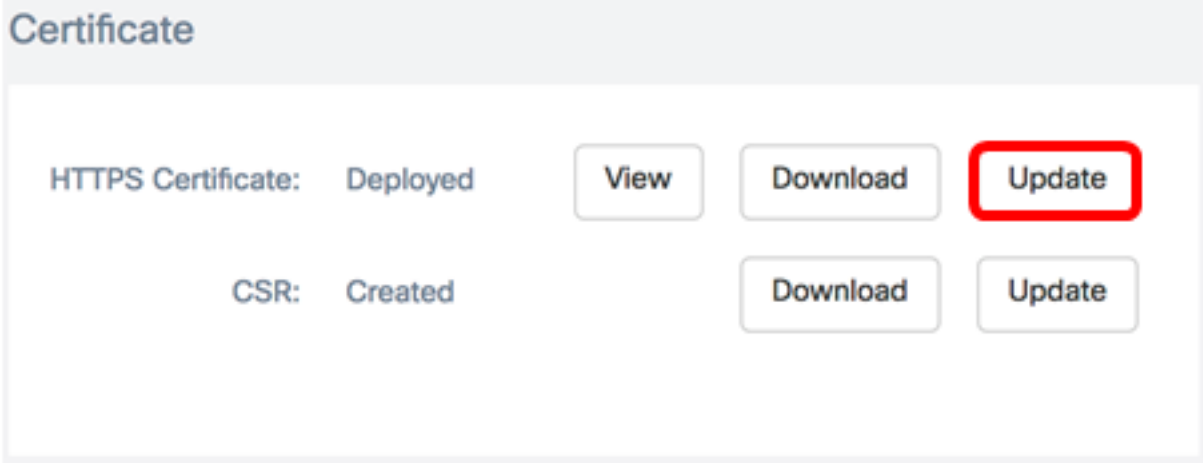 Certificate
HTTPS Certificate: Deployed View Download Update
CSR: Created Download Update